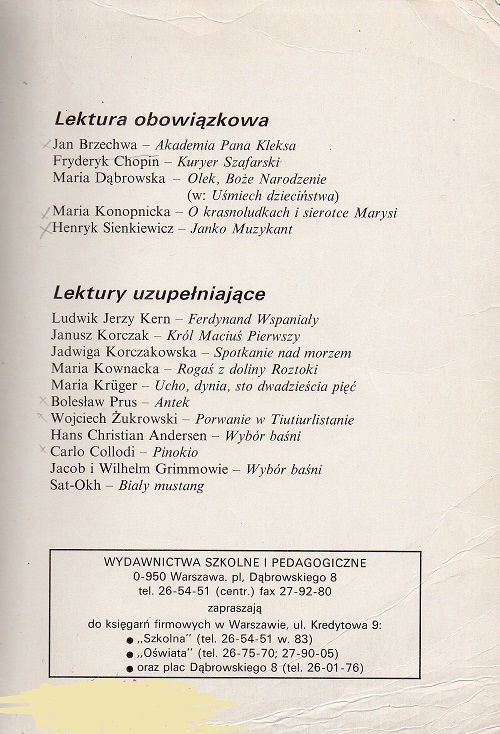 Lektura obowiązkowa
Jan Brzechwa – Akademia Pana Kleksa
Fryderyk Chopin – Kuryer Szafarski
Maria Dąbrowska – Olek, Boże Narodzenie
(w: Uśmiech dzieciństwa)
Maria Konopnicka – O krasnoludkach i sierotce Marysi
Henryk Sienkiewicz – Janko Muzykant
Lektury uzupełniające
Ludwik Jerzy Kern – Ferdynand Wspaniały
Janusz Korczak – Król Maciuś Pierwszy
Jadwiga Korczakowska – Spotkanie nad morzem
Maria Kownacka – Rogaś z doliny Roztoki
Maria Krüger – Ucho, dynia, sto dwadzieścia pięć
Bolesław Prus – Antek
Wojciech Żukrowski – Porwanie w Tiutiurlistanie
Hans Christian Andersen – Wybór baśni
Carlo Collodi – Pinokio
Jacob i Wilhelm Grimmowie – Wybór baśni
Sat-Okh – Biały mustang
WYDAWNICTWA SZKOLNE I PEDAGOGICZNE
0-950 Warszawa. pl, Dąbrowskiego 8
tel. 26-54-51 (centr.) fax 27-92-80
zapraszają
do księgarń firmowych w Warszawie, ul. Kredytowa 9:
● „Szkolna" (tel. 26-54-51 w. 83)
● „Oświata" (tel. 26-75-70; 27-90-05)
● oraz plac Dąbrowskiego 8 (tel. 26-01-76)